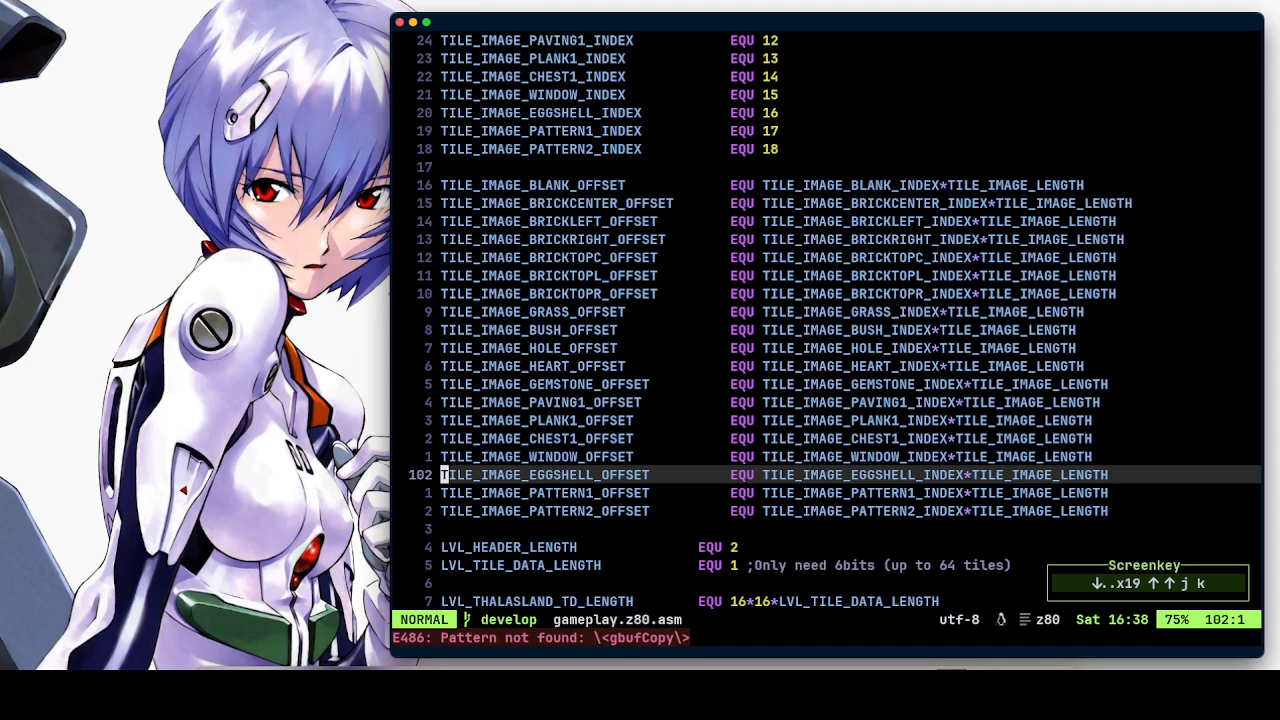 24 TILE_IMAGE_PAVING1_INDEX EQU 12
23 TILE_IMAGE_PLANK1_INDEX EQU 13
22 TILE_IMAGE_CHEST1_INDEX EQU 14
21 TILE_IMAGE_WINDOW_INDEX EQU 15
20 TILE_IMAGE_EGGSHELL_INDEX EQU 16
19 TILE_IMAGE_PATTERN1_INDEX EQU 17
18 TILE_IMAGE_PATTERN2_INDEX EQU 18
17
16 TILE_IMAGE_BLANK_OFFSET EQU TILE_IMAGE_BLANK_INDEX*TILE_IMAGE_LENGTH
15 TILE_IMAGE_BRICKCENTER_OFFSET EQU TILE_IMAGE_BRICKCENTER_INDEX*TILE_IMAGE_LENGTH
14 TILE_IMAGE_BRICKLEFT_OFFSET EQU TILE_IMAGE_BRICKLEFT_INDEX*TILE_IMAGE_LENGTH
13 TILE_IMAGE_BRICKRIGHT_OFFSET EQU TILE_IMAGE_BRICKRIGHT_INDEX*TILE_IMAGE_LENGTH
12 TILE_IMAGE_BRICKTOPC_OFFSET EQU TILE_IMAGE_BRICKTOPC_INDEX*TILE_IMAGE_LENGTH
11 TILE_IMAGE_BRICKTOPL_OFFSET EQU TILE_IMAGE_BRICKTOPL_INDEX*TILE_IMAGE_LENGTH
10 TILE_IMAGE_BRICKTOPR_OFFSET EQU TILE_IMAGE_BRICKTOPR_INDEX*TILE_IMAGE_LENGTH
9 TILE_IMAGE_GRASS_OFFSET EQU TILE_IMAGE_GRASS_INDEX*TILE_IMAGE_LENGTH
8 TILE_IMAGE_BUSH_OFFSET EQU TILE_IMAGE_BUSH_INDEX*TILE_IMAGE_LENGTH
7 TILE_IMAGE_HOLE_OFFSET EQU TILE_IMAGE_HOLE_INDEX*TILE_IMAGE_LENGTH
6 TILE_IMAGE_HEART_OFFSET EQU TILE_IMAGE_HEART_INDEX*TILE_IMAGE_LENGTH
5 TILE_IMAGE_GEMSTONE_OFFSET EQU TILE_IMAGE_GEMSTONE_INDEX*TILE_IMAGE_LENGTH
4 TILE_IMAGE_PAVING1_OFFSET EQU TILE_IMAGE_PAVING1_INDEX*TILE_IMAGE_LENGTH
3 TILE_IMAGE_PLANK1_OFFSET EQU TILE_IMAGE_PLANK1_INDEX*TILE_IMAGE_LENGTH
2 TILE_IMAGE_CHEST1_OFFSET EQU TILE_IMAGE_CHEST1_INDEX*TILE_IMAGE_LENGTH
1 TILE_IMAGE_WINDOW_OFFSET EQU TILE_IMAGE_WINDOW_INDEX*TILE_IMAGE_LENGTH
102 TILE_IMAGE_EGGSHELL_OFFSET EQU TILE_IMAGE_EGGSHELL_INDEX*TILE_IMAGE_LENGTH
1 TILE_IMAGE_PATTERN1_OFFSET EQU TILE_IMAGE_PATTERN1_INDEX*TILE_IMAGE_LENGTH
2 TILE_IMAGE_PATTERN2_OFFSET EQU TILE_IMAGE_PATTERN2_INDEX*TILE_IMAGE_LENGTH
3
4 LVL_HEADER_LENGTH EQU 2
5 LVL_TILE_DATA_LENGTH EQU 1 ;Only need 6bits (up to 64 tiles)
6
7 LVL_THALASLAND_TD_LENGTH EQU 16*16*LVL_TILE_DATA_LENGTH
Screenkey
↓..x19 ↑ ↑ j k
NORMAL develop gameplay.z80.asm utf-8 z80 Sat 16:38 75% 102:1
E486: Pattern not found: \<gbufCopy\>
00